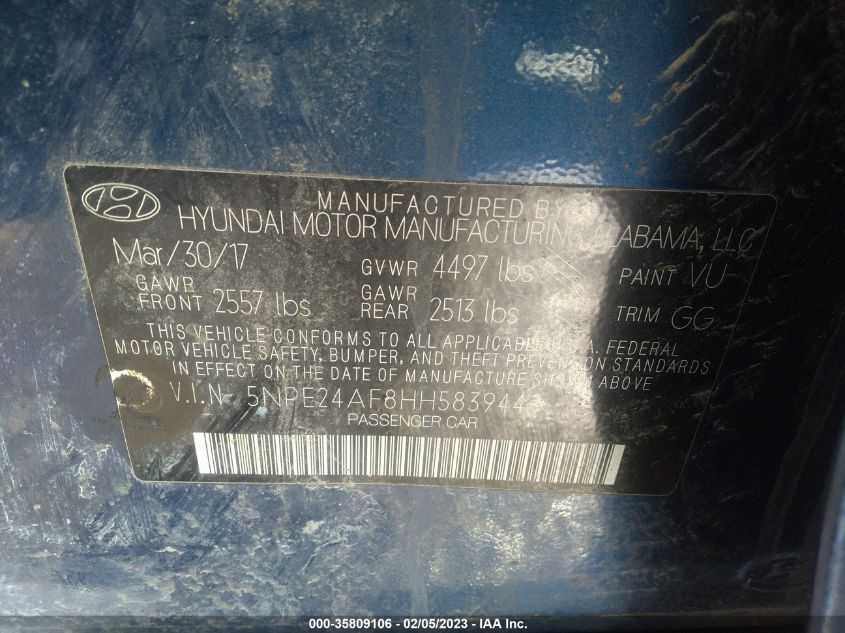 MANUFACTURED BY
HYUNDAI MOTOR MANUFACTURING ALABAMA, LLC
Mar/30/17 GVWR 4497 lbs PAINT VU
GAWR FRONT 2557 lbs GAWR REAR 2513 lbs TRIM GG
THIS VEHICLE CONFORMS TO ALL APPLICABLE U.S.A. FEDERAL
MOTOR VEHICLE SAFETY, BUMPER, AND THEFT PREVENTION STANDARDS
IN EFFECT ON THE DATE OF MANUFACTURE SHOWN ABOVE
V.I.N- 5NPE24AF8HH583944
PASSENGER CAR
000-35809106 - 02/05/2023 - IAA Inc.